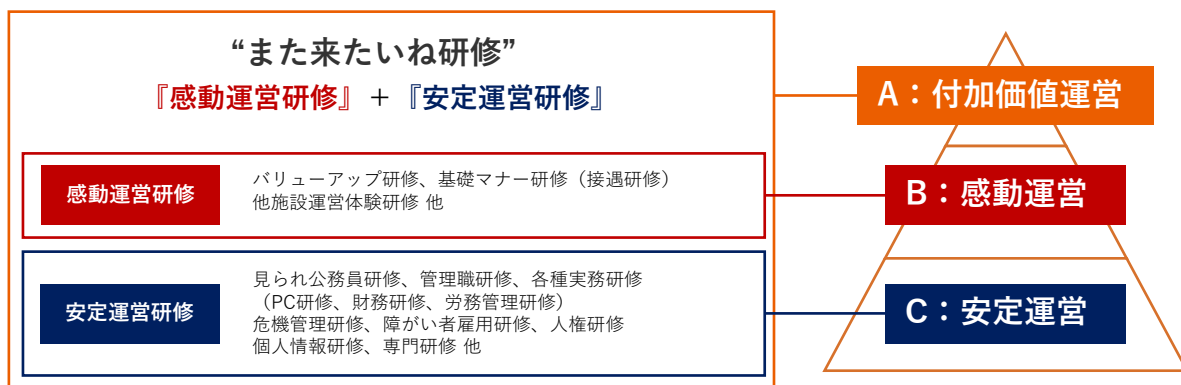 “また来たいね研修”
『感動運営研修』＋『安定運営研修』
A：付加価値運営
感動運営研修
バリューアップ研修、基礎マナー研修（接遇研修）
他施設運営体験研修 他
B：感動運営
安定運営研修
見られ公務員研修、管理職研修、各種実務研修
（PC研修、財務研修、労務管理研修）
危機管理研修、障がい者雇用研修、人権研修
個人情報研修、専門研修 他
C：安定運営